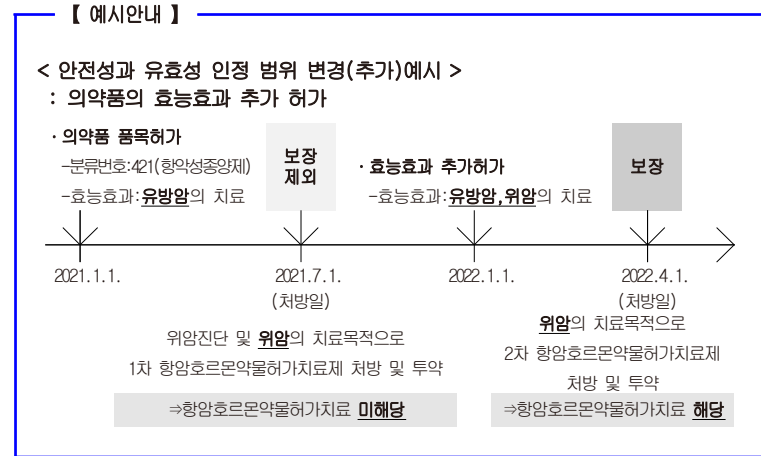 【 예시안내 】
< 안전성과 유효성 인정 범위 변경(추가)예시 >
: 의약품의 효능효과 추가 허가
· 의약품 품목허가
-분류번호:421(항악성종양제)
-효능효과:유방암의 치료
보장
제외
· 효능효과 추가허가
-효능효과:유방암,위암의 치료
보장
2021.1.1.
2021.7.1.
(처방일)
2022.1.1.
2022.4.1.
(처방일)
위암진단 및 위암의 치료목적으로
1차 항암호르몬약물허가치료제 처방 및 투약
⇒항암호르몬약물허가치료 미해당
위암의 치료목적으로
2차 항암호르몬약물허가치료제
처방 및 투약
⇒항암호르몬약물허가치료 해당